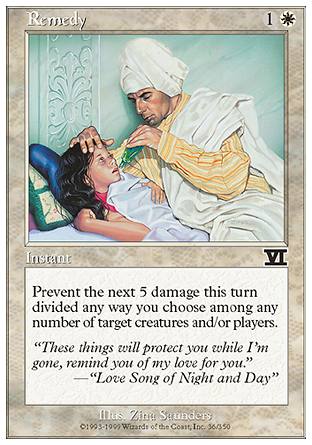 Remedy 1
Instant VI
Prevent the next 5 damage this turn
divided any way you choose among any
number of target creatures and/or players.
“These things will protect you while I’m
gone, remind you of my love for you.”
—“Love Song of Night and Day”
Illus. Zina Saunders
©1993-1999 Wizards of the Coast, Inc. 36/350